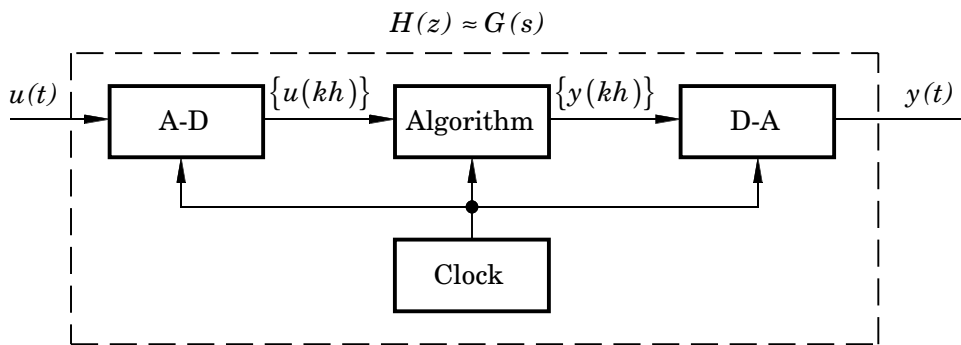 H(z) ≈ G(s)
u(t)
A-D
{u(kh)}
Algorithm
{y(kh)}
D-A
y(t)
Clock